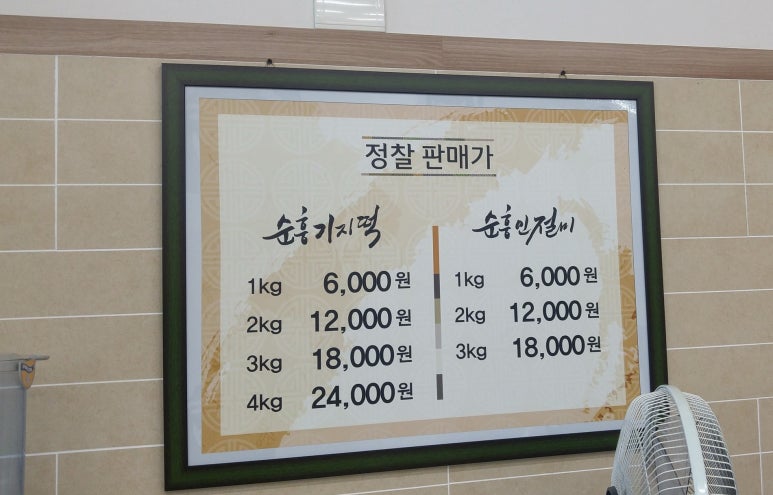 정찰 판매가
순흥기지떡
1kg 6,000원
2kg 12,000원
3kg 18,000원
4kg 24,000원
순흥인절미
1kg 6,000원
2kg 12,000원
3kg 18,000원